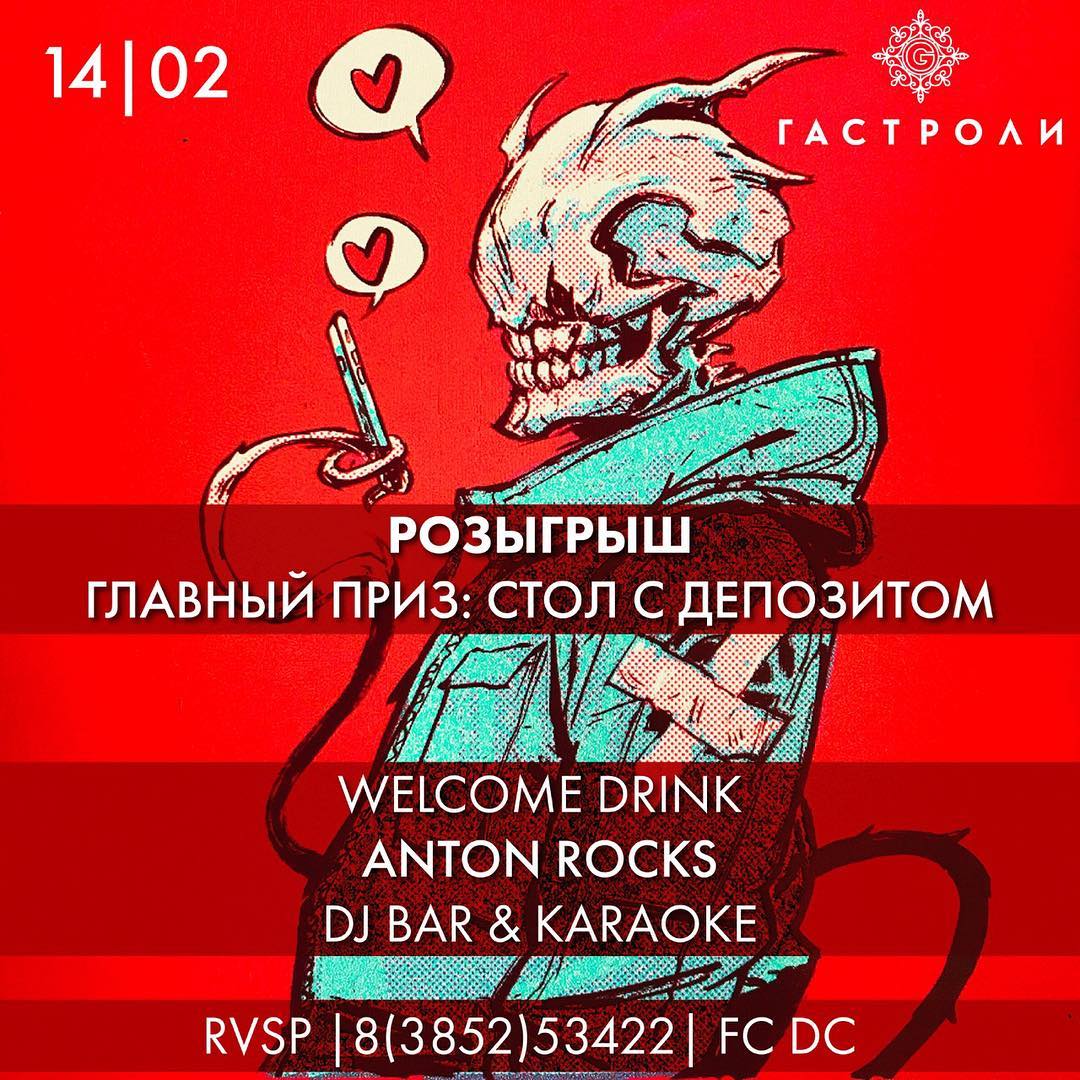 14|02
G
ГАСТРОЛИ
РОЗЫГРЫШ
ГЛАВНЫЙ ПРИЗ: СТОЛ С ДЕПОЗИТОМ
WELCOME DRINK
ANTON ROCKS
DJ BAR & KARAOKE
RVSP |8(3852)53422| FC DC